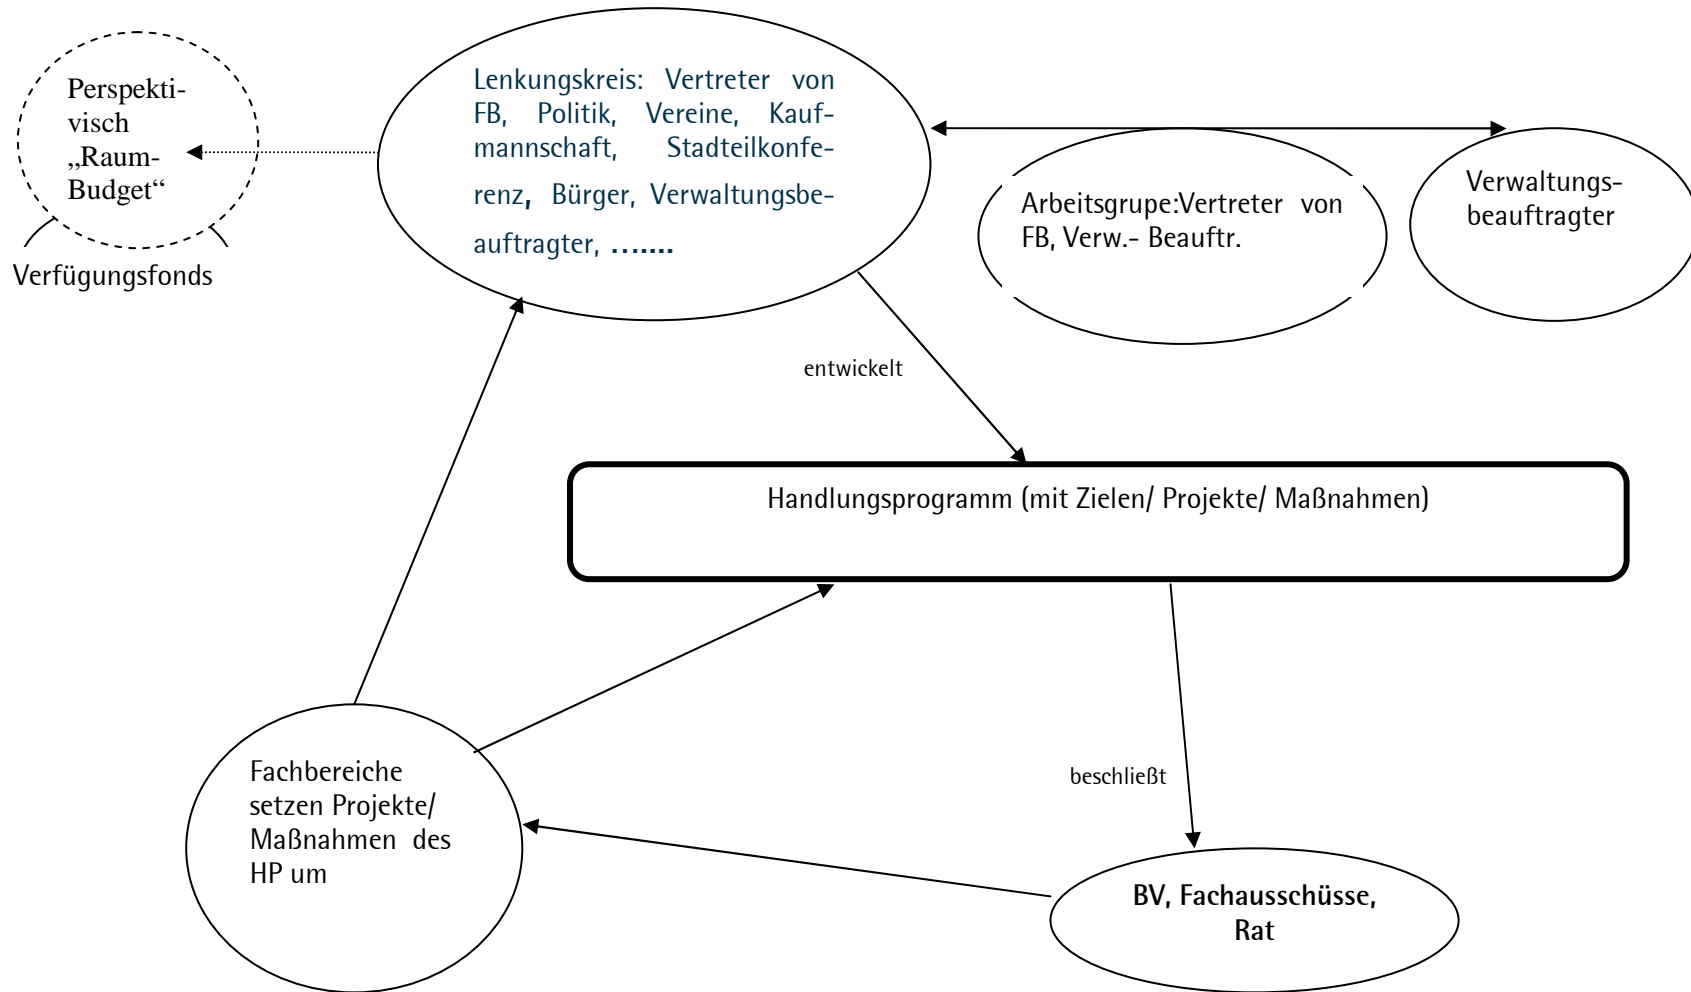 Perspekti-
visch
„Raum-
Budget“
Verfügungsfonds
Lenkungskreis: Vertreter von
FB, Politik, Vereine, Kauf-
mannschaft, Stadteilkonfe-
renz, Bürger, Verwaltungsbe-
auftragter, …....
Arbeitsgrupe:Vertreter von
FB, Verw.- Beauftr.
Verwaltungs-
beauftragter
entwickelt
Handlungsprogramm (mit Zielen/ Projekte/ Maßnahmen)
Fachbereiche
setzen Projekte/
Maßnahmen des
HP um
beschließt
BV, Fachausschüsse,
Rat